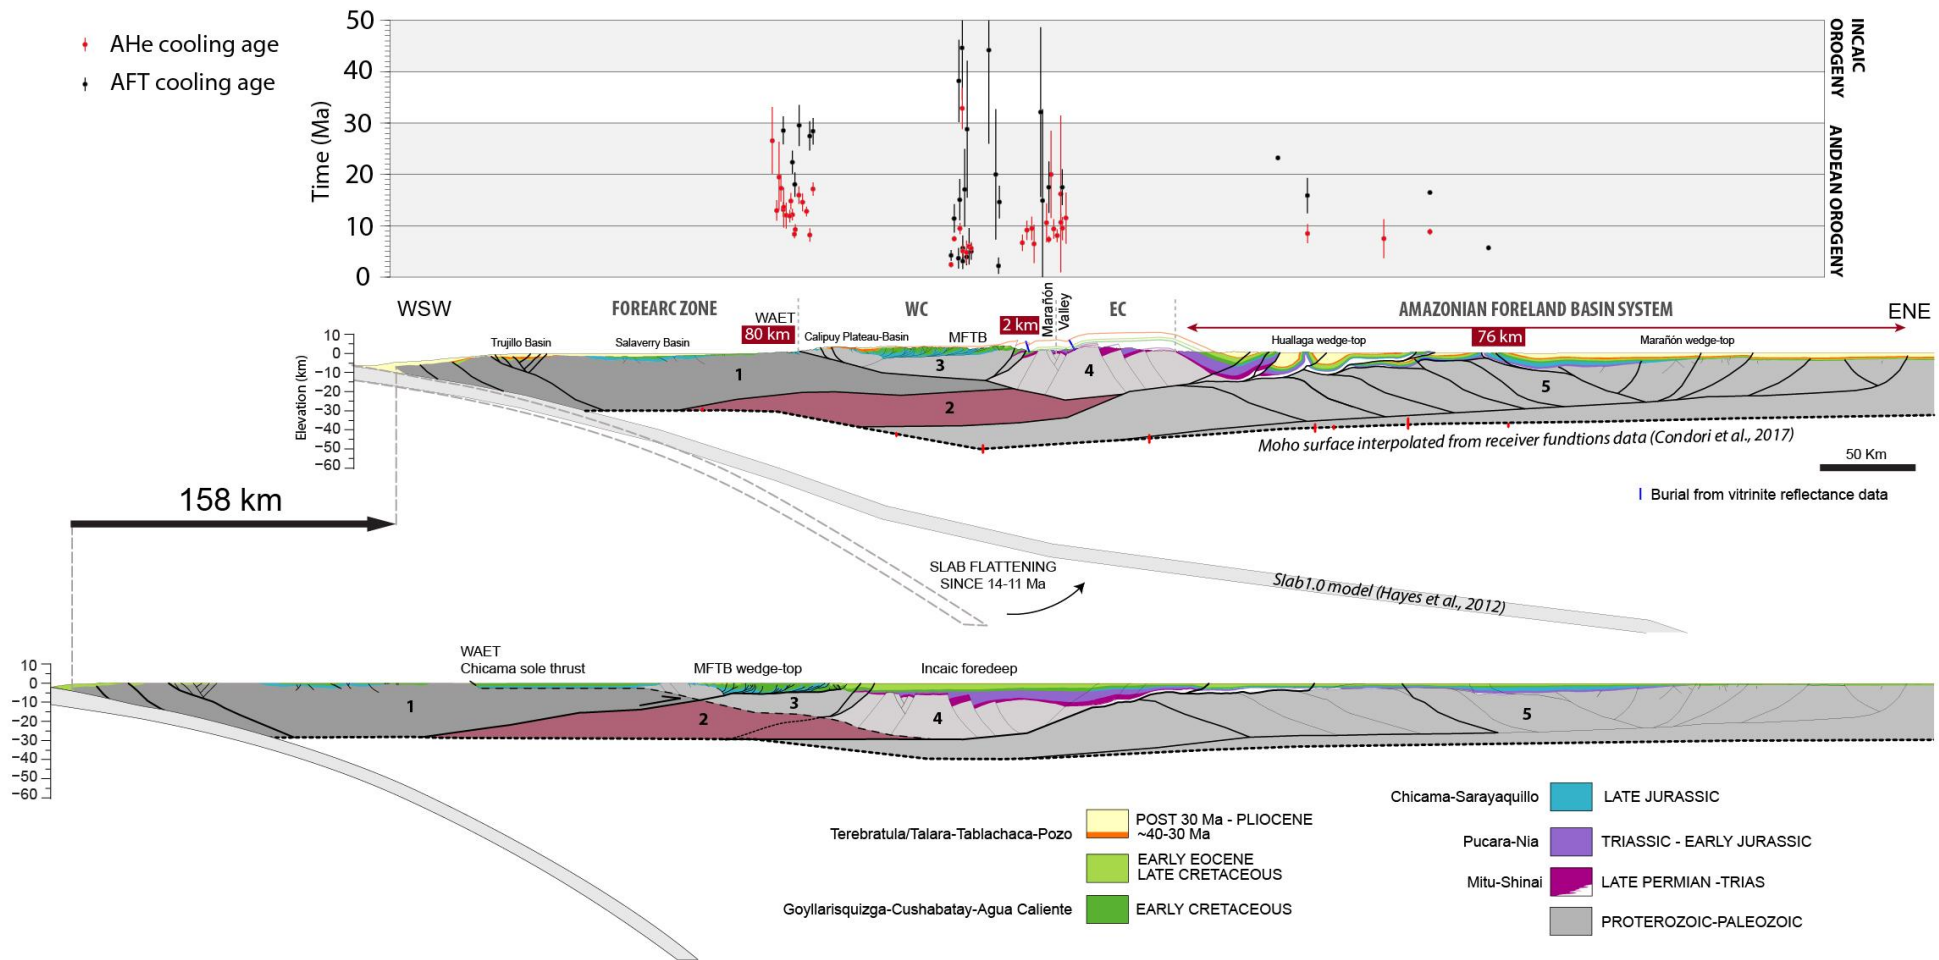 AHe cooling age
AFT cooling age
Time (Ma)
50
40
30
20
10
0
INCAIC
OROGENY
ANDEAN OROGENY
WSW
FOREARC ZONE
WC
Marañón
Valley
EC
AMAZONIAN FORELAND BASIN SYSTEM
ENE
WAET
80 km
Calipuy Plateau-Basin
MFTB
2 km
Trujillo Basin
Salaverry Basin
Huallaga wedge-top
76 km
Marañón wedge-top
Elevation (km)
10
0
−10
−20
−30
−40
−50
−60
1
2
3
4
5
Moho surface interpolated from receiver fundtions data (Condori et al., 2017)
50 Km
Burial from vitrinite reflectance data
158 km
SLAB FLATTENING
SINCE 14-11 Ma
Slab1.0 model (Hayes et al., 2012)
WAET
Chicama sole thrust
MFTB wedge-top
Incaic foredeep
10
0
−10
−20
−30
−40
−50
−60
1
2
3
4
5
Terebratula/Talara-Tablachaca-Pozo
POST 30 Ma - PLIOCENE
~40-30 Ma
EARLY EOCENE
LATE CRETACEOUS
Goyllarisquizga-Cushabatay-Agua Caliente
EARLY CRETACEOUS
Chicama-Sarayaquillo
LATE JURASSIC
Pucara-Nia
TRIASSIC - EARLY JURASSIC
Mitu-Shinai
LATE PERMIAN -TRIAS
PROTEROZOIC-PALEOZOIC